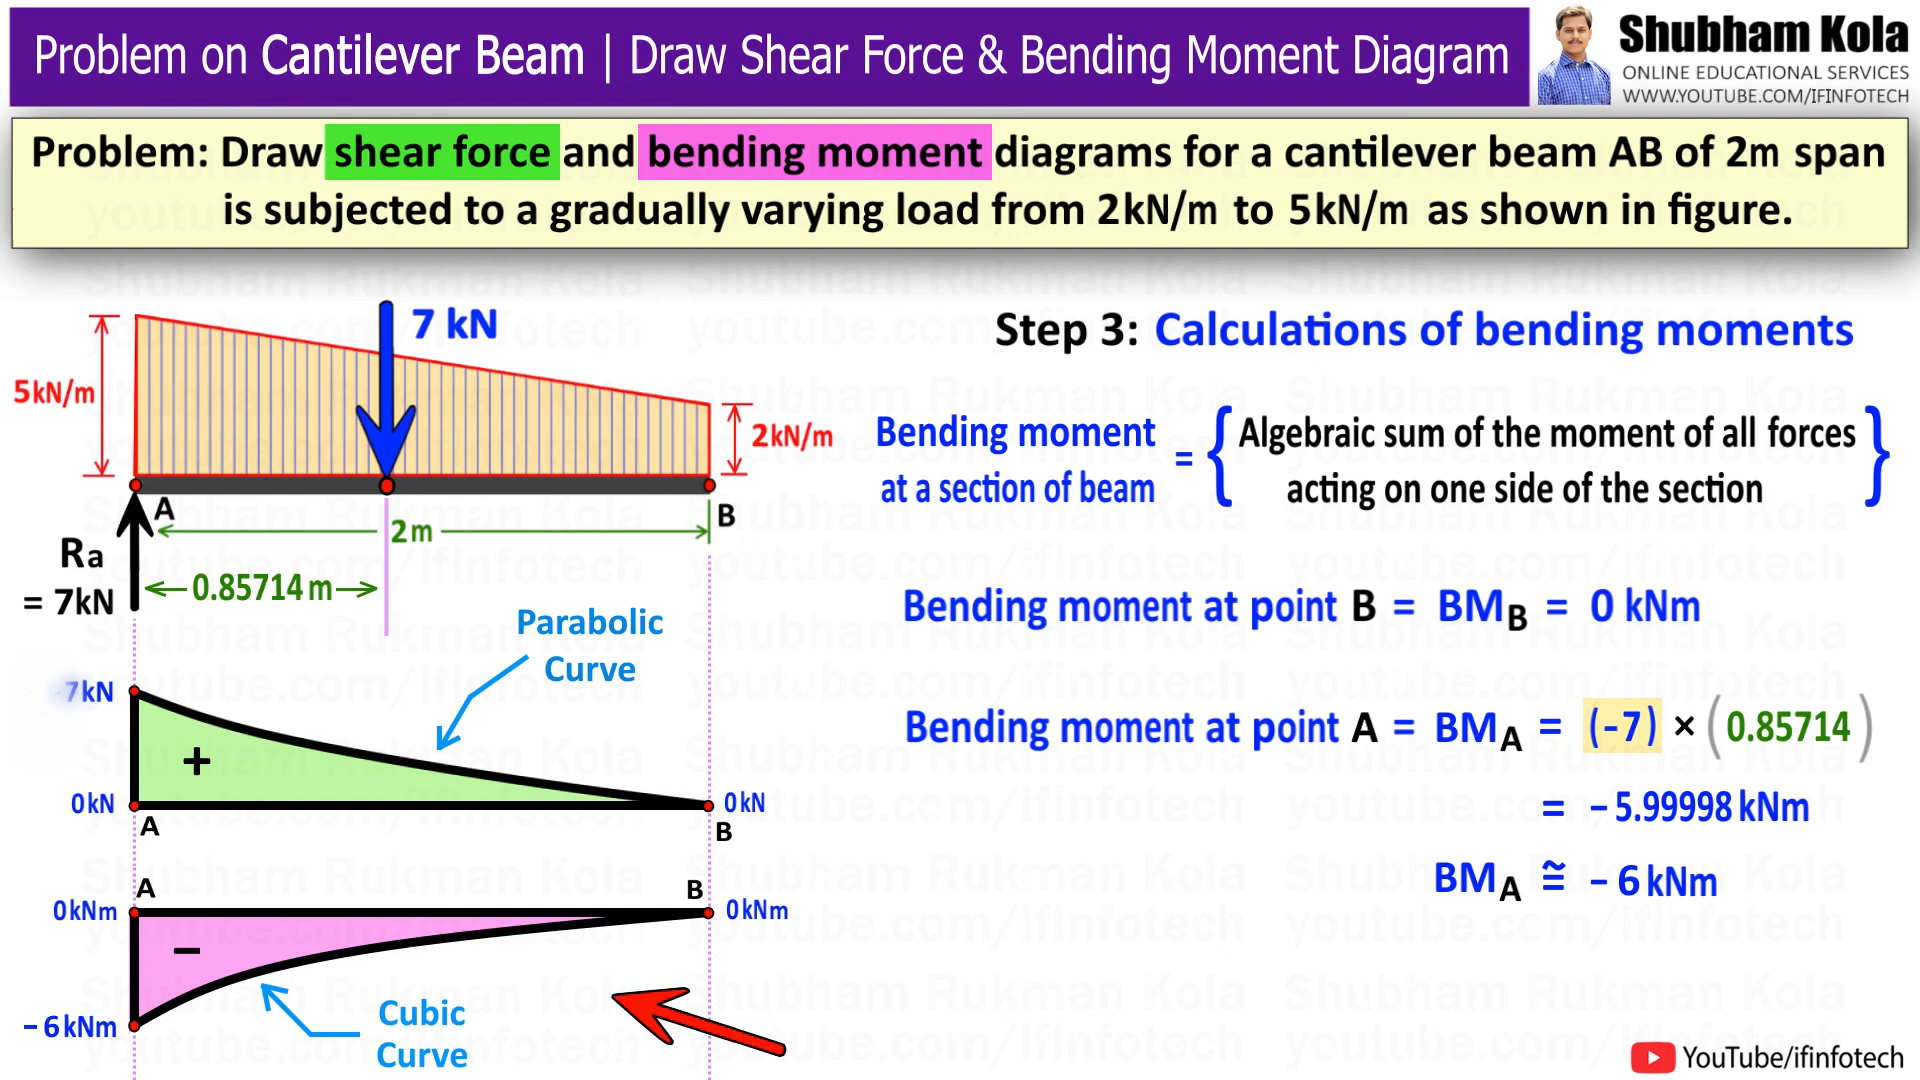 Problem on Cantilever Beam | Draw Shear Force & Bending Moment Diagram
Shubham Kola
ONLINE EDUCATIONAL SERVICES
WWW.YOUTUBE.COM/IFINFOTECH
Problem: Draw shear force and bending moment diagrams for a cantilever beam AB of 2m span
is subjected to a gradually varying load from 2kN/m to 5kN/m as shown in figure.
7 kN
5kN/m
2kN/m
A
B
2m
Ra
= 7kN
0.85714 m
Parabolic
Curve
7kN
+
0kN
0kN
A
B
A
B
0kNm
0kNm
–
– 6kNm
Cubic
Curve
Step 3: Calculations of bending moments
Bending moment
at a section of beam
= { Algebraic sum of the moment of all forces
acting on one side of the section }
Bending moment at point B = BMB = 0 kNm
Bending moment at point A = BMA = (-7) × (0.85714)
= – 5.99998 kNm
BMA ≅ – 6 kNm
YouTube/ifinfotech
Shubham Rukman Kola
youtube.com/ifinfotech